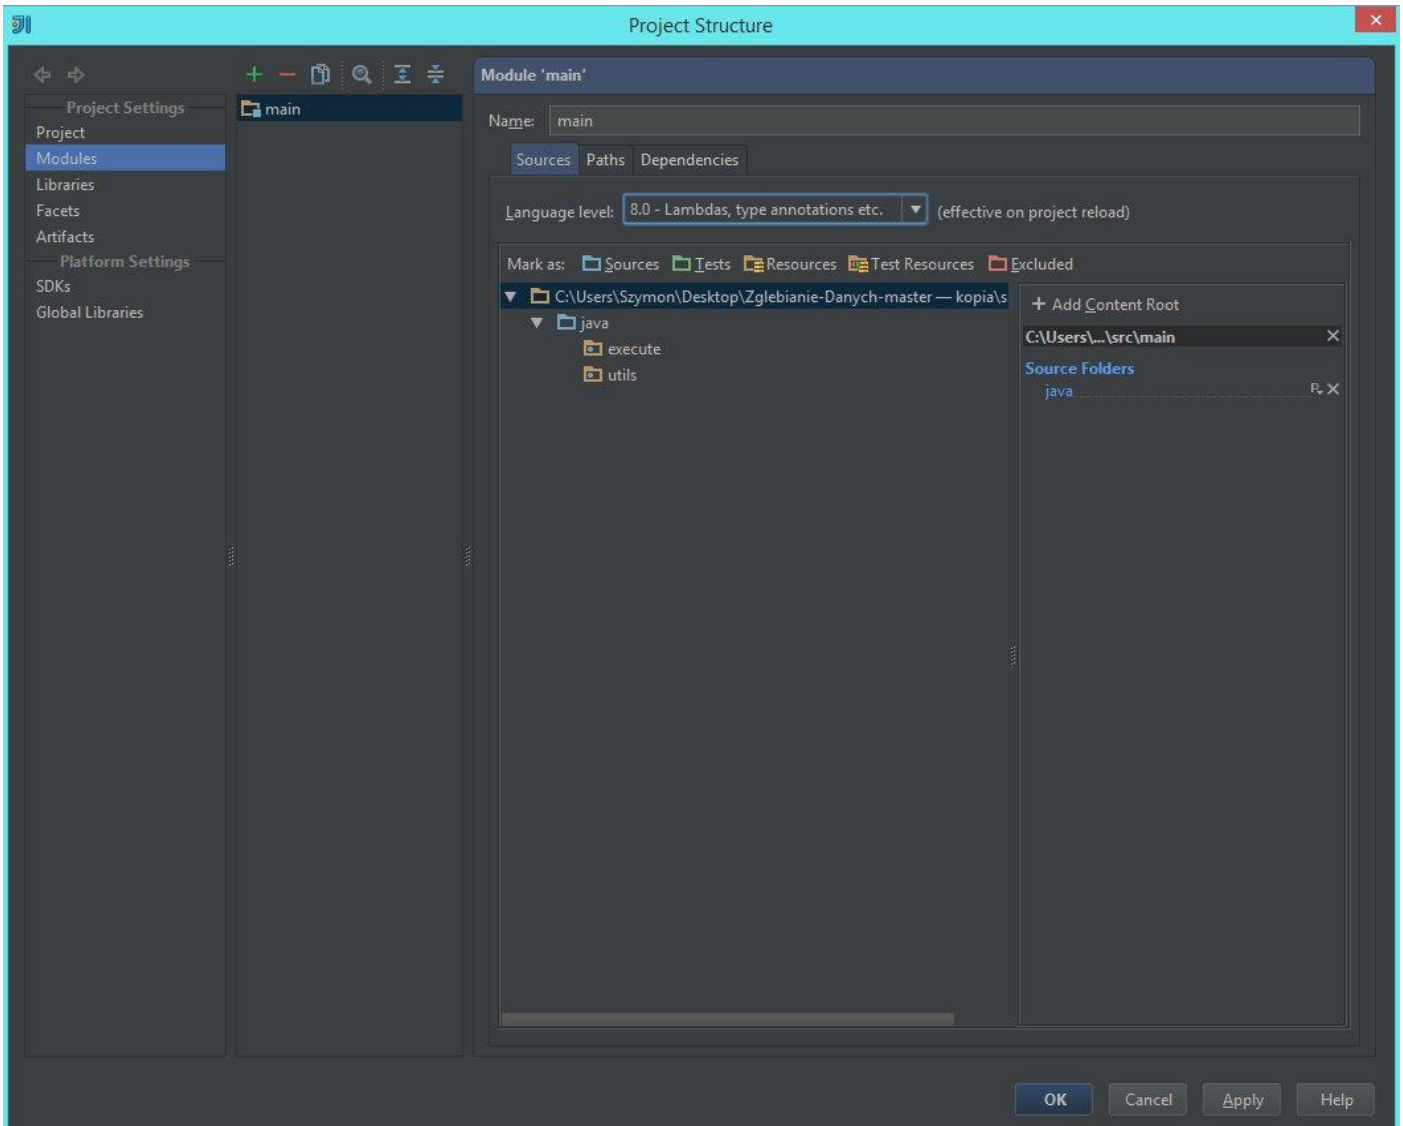 Project Structure
Project Settings
Project
Modules
Libraries
Facets
Artifacts
Platform Settings
SDKs
Global Libraries
main
Module 'main'
Name: main
Sources Paths Dependencies
Language level: 8.0 - Lambdas, type annotations etc. (effective on project reload)
Mark as: Sources Tests Resources Test Resources Excluded
C:\Users\Szymon\Desktop\Zglebianie-Danych-master — kopia\s
java
execute
utils
+ Add Content Root
C:\Users\...\src\main
Source Folders
java
OK Cancel Apply Help